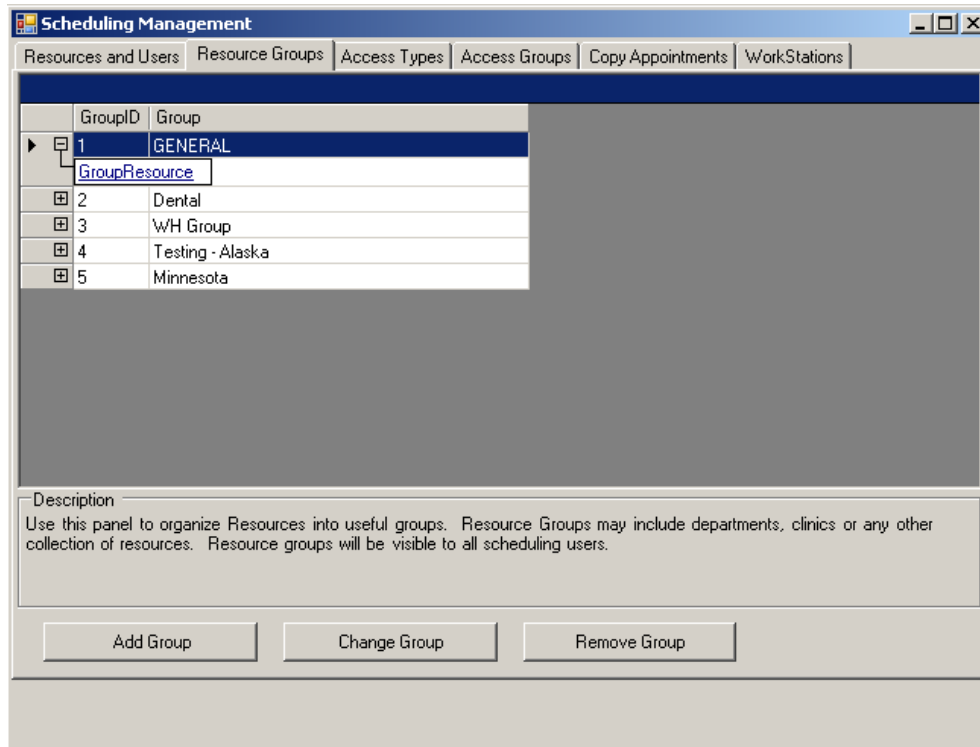 Scheduling Management
Resources and Users Resource Groups Access Types Access Groups Copy Appointments WorkStations
GroupID Group
1 GENERAL
GroupResource
2 Dental
3 WH Group
4 Testing - Alaska
5 Minnesota
Description
Use this panel to organize Resources into useful groups. Resource Groups may include departments, clinics or any other
collection of resources. Resource groups will be visible to all scheduling users.
Add Group Change Group Remove Group